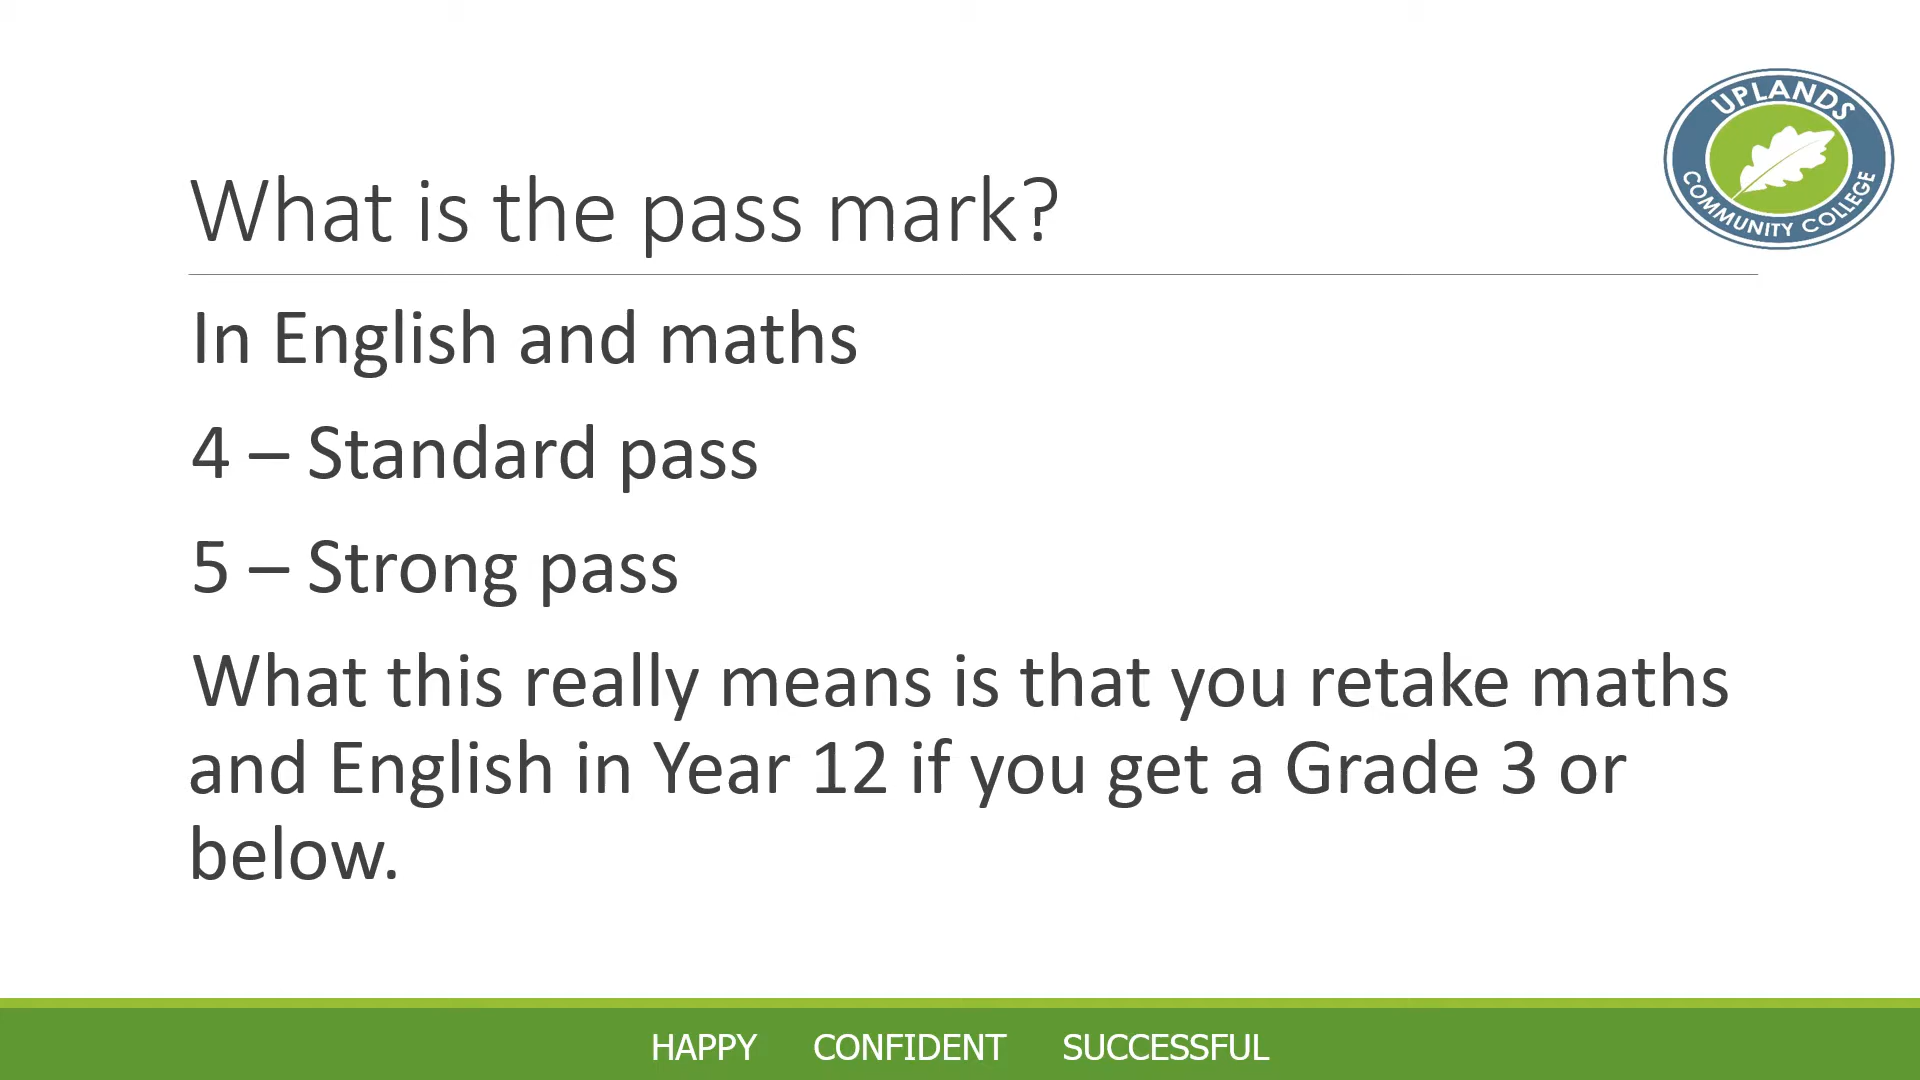 UPLANDS
COMMUNITY COLLEGE
What is the pass mark?
In English and maths
4 – Standard pass
5 – Strong pass
What this really means is that you retake maths
and English in Year 12 if you get a Grade 3 or
below.
HAPPY CONFIDENT SUCCESSFUL